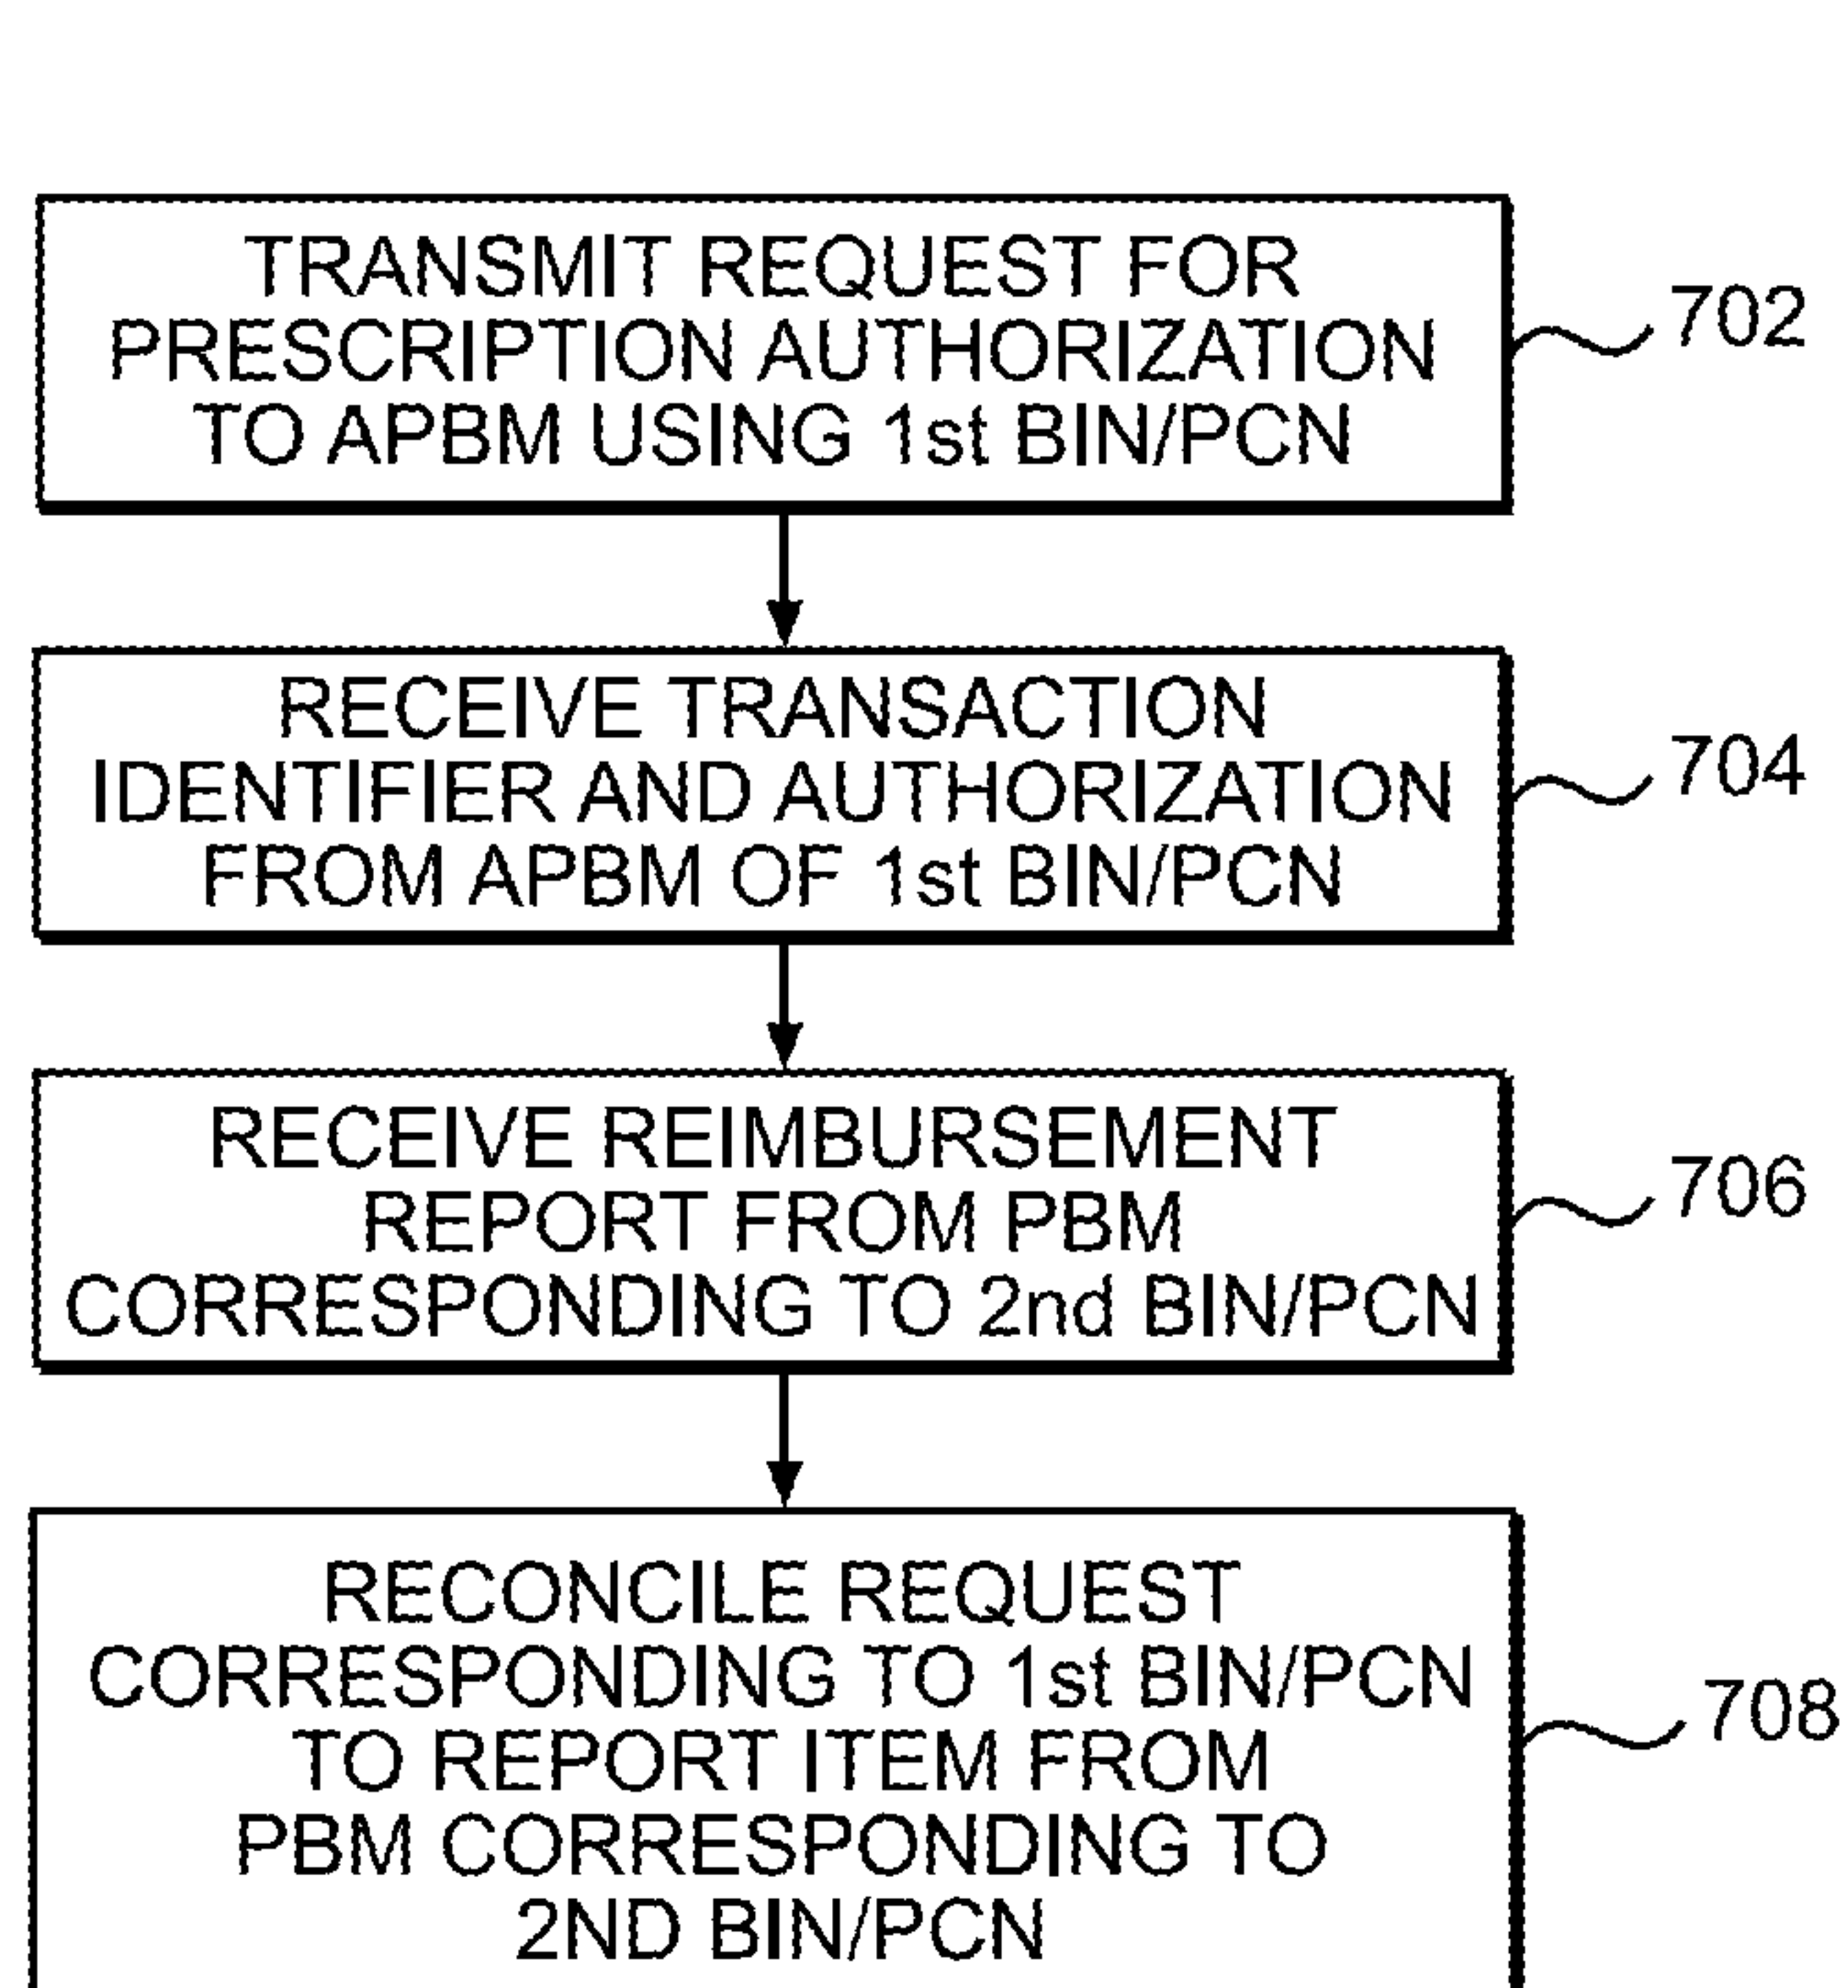 TRANSMIT REQUEST FOR
PRESCRIPTION AUTHORIZATION
TO APBM USING 1st BIN/PCN
702
RECEIVE TRANSACTION
IDENTIFIER AND AUTHORIZATION
FROM APBM OF 1st BIN/PCN
704
RECEIVE REIMBURSEMENT
REPORT FROM PBM
CORRESPONDING TO 2nd BIN/PCN
706
RECONCILE REQUEST
CORRESPONDING TO 1st BIN/PCN
TO REPORT ITEM FROM
PBM CORRESPONDING TO
2ND BIN/PCN
708